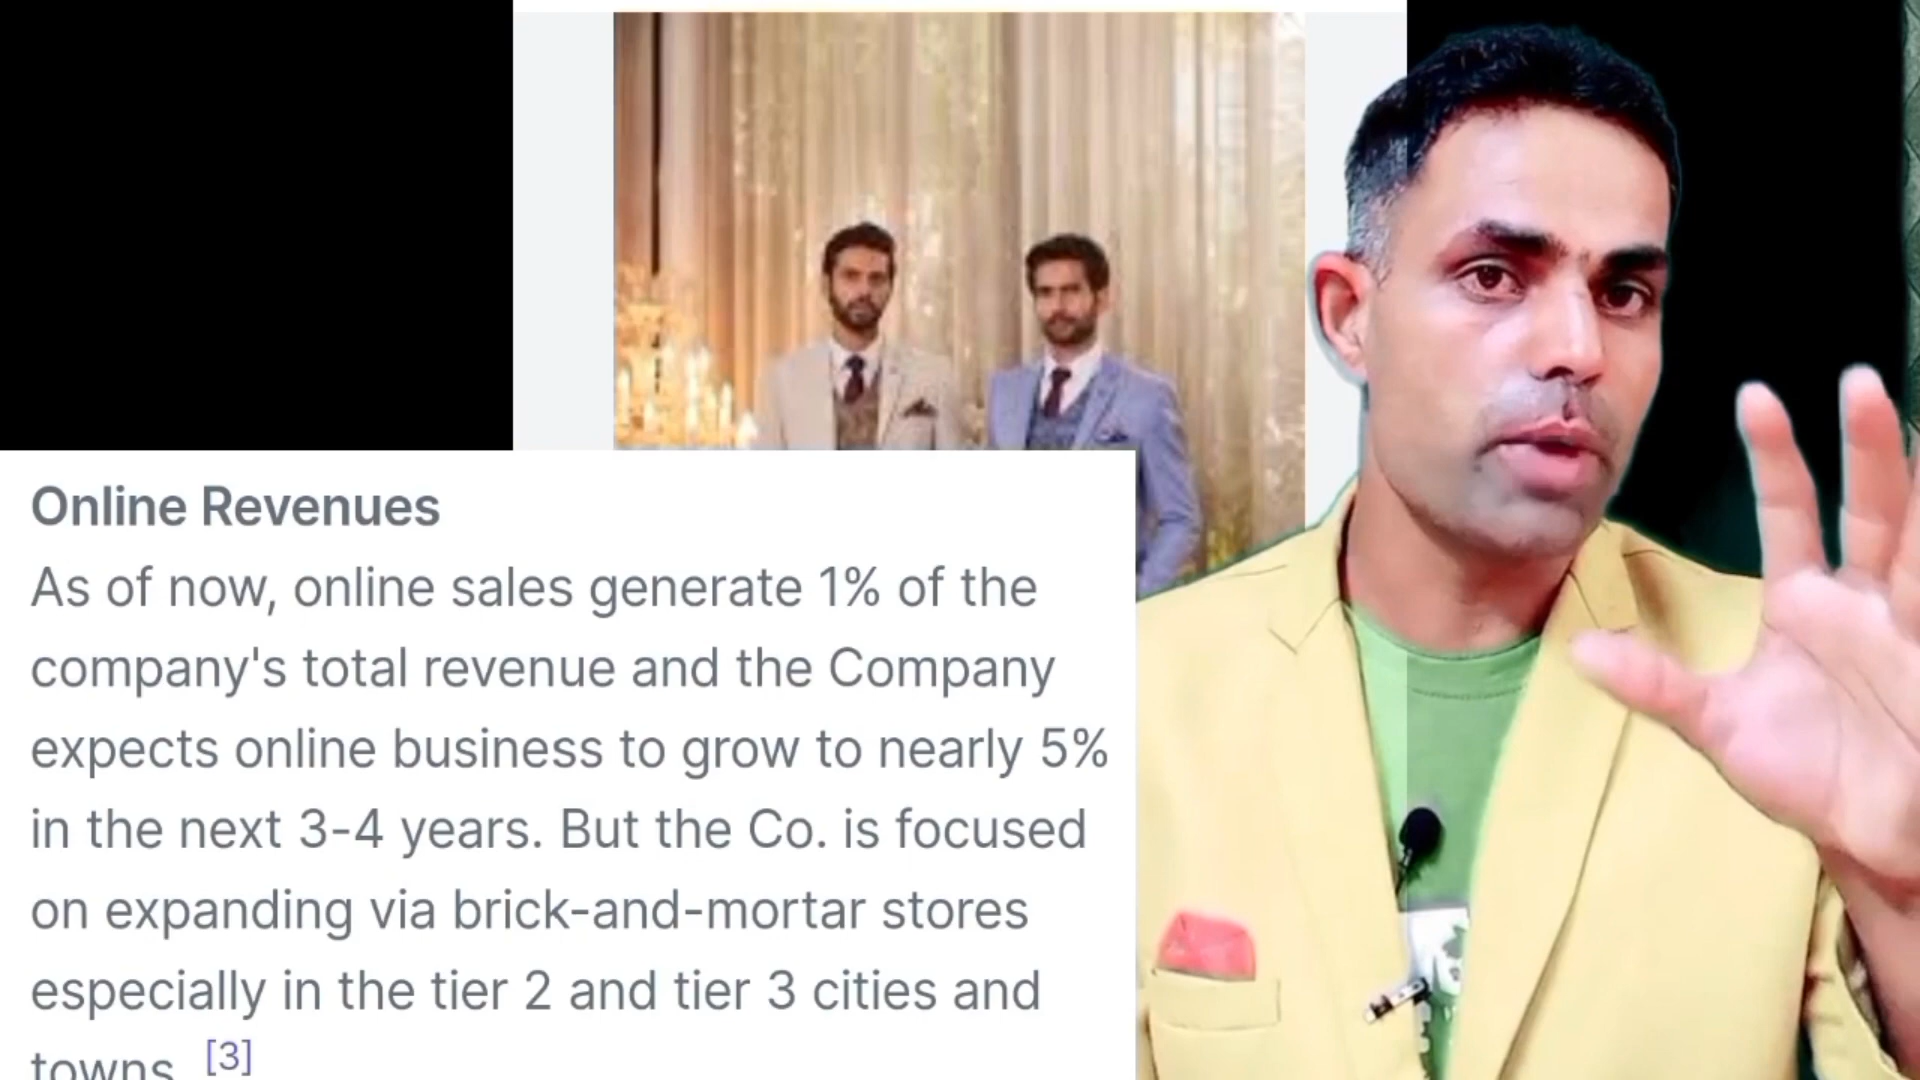 Online Revenues
As of now, online sales generate 1% of the
company's total revenue and the Company
expects online business to grow to nearly 5%
in the next 3-4 years. But the Co. is focused
on expanding via brick-and-mortar stores
especially in the tier 2 and tier 3 cities and
towns [3]